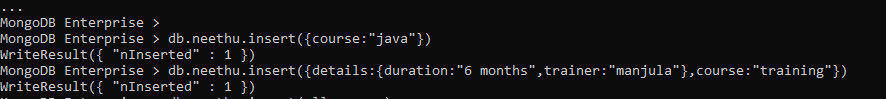 ...
MongoDB Enterprise >
MongoDB Enterprise > db.neethu.insert({course:"java"})
WriteResult({ "nInserted" : 1 })
MongoDB Enterprise > db.neethu.insert({details:{duration:"6 months",trainer:"manjula"},course:"training"})
WriteResult({ "nInserted" : 1 })